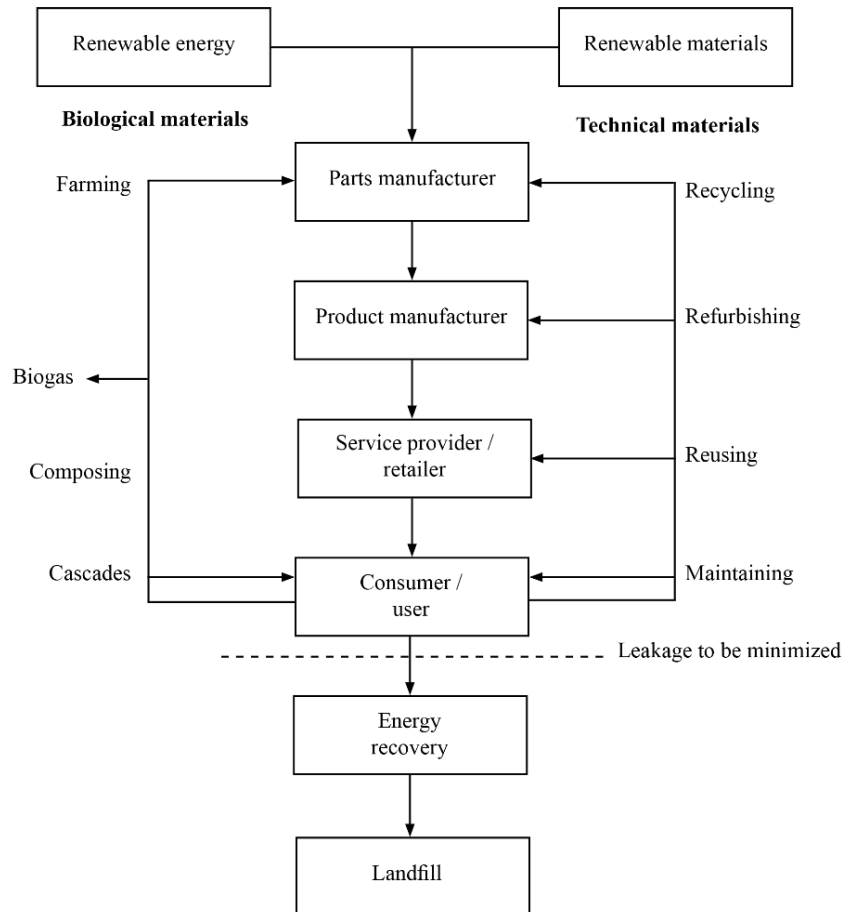 Renewable energy
Renewable materials
Biological materials
Technical materials
Farming
Parts manufacturer
Recycling
Product manufacturer
Refurbishing
Biogas
Service provider /
retailer
Reusing
Composing
Cascades
Consumer /
user
Maintaining
Leakage to be minimized
Energy
recovery
Landfill